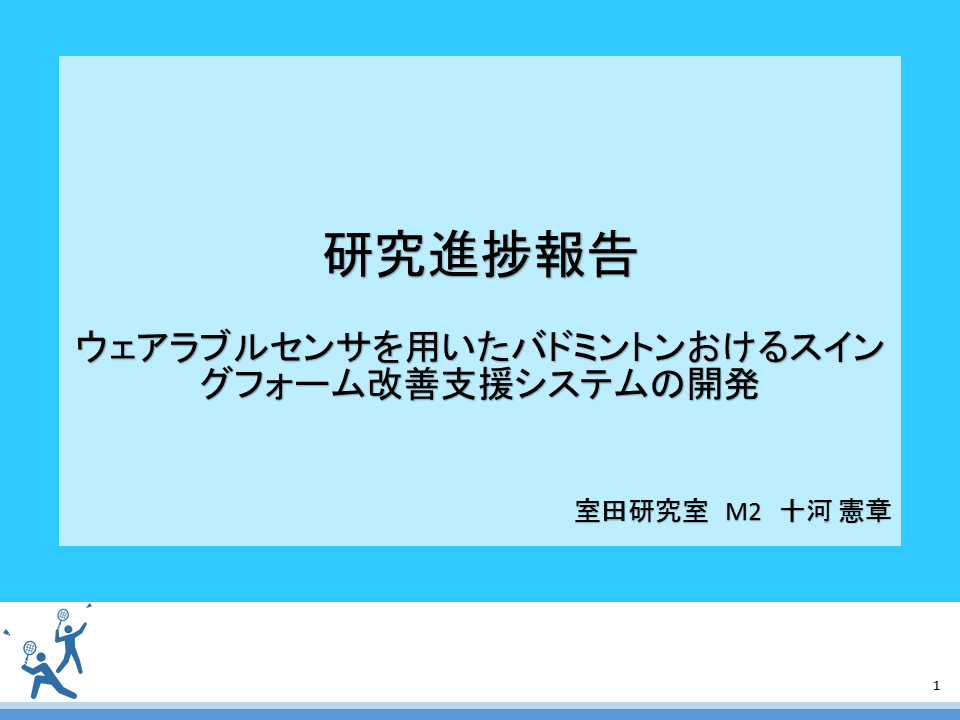 研究進捗報告
ウェアラブルセンサを用いたバドミントンおけるスイン
グフォーム改善支援システムの開発
室田研究室 M2 十河 憲章
1